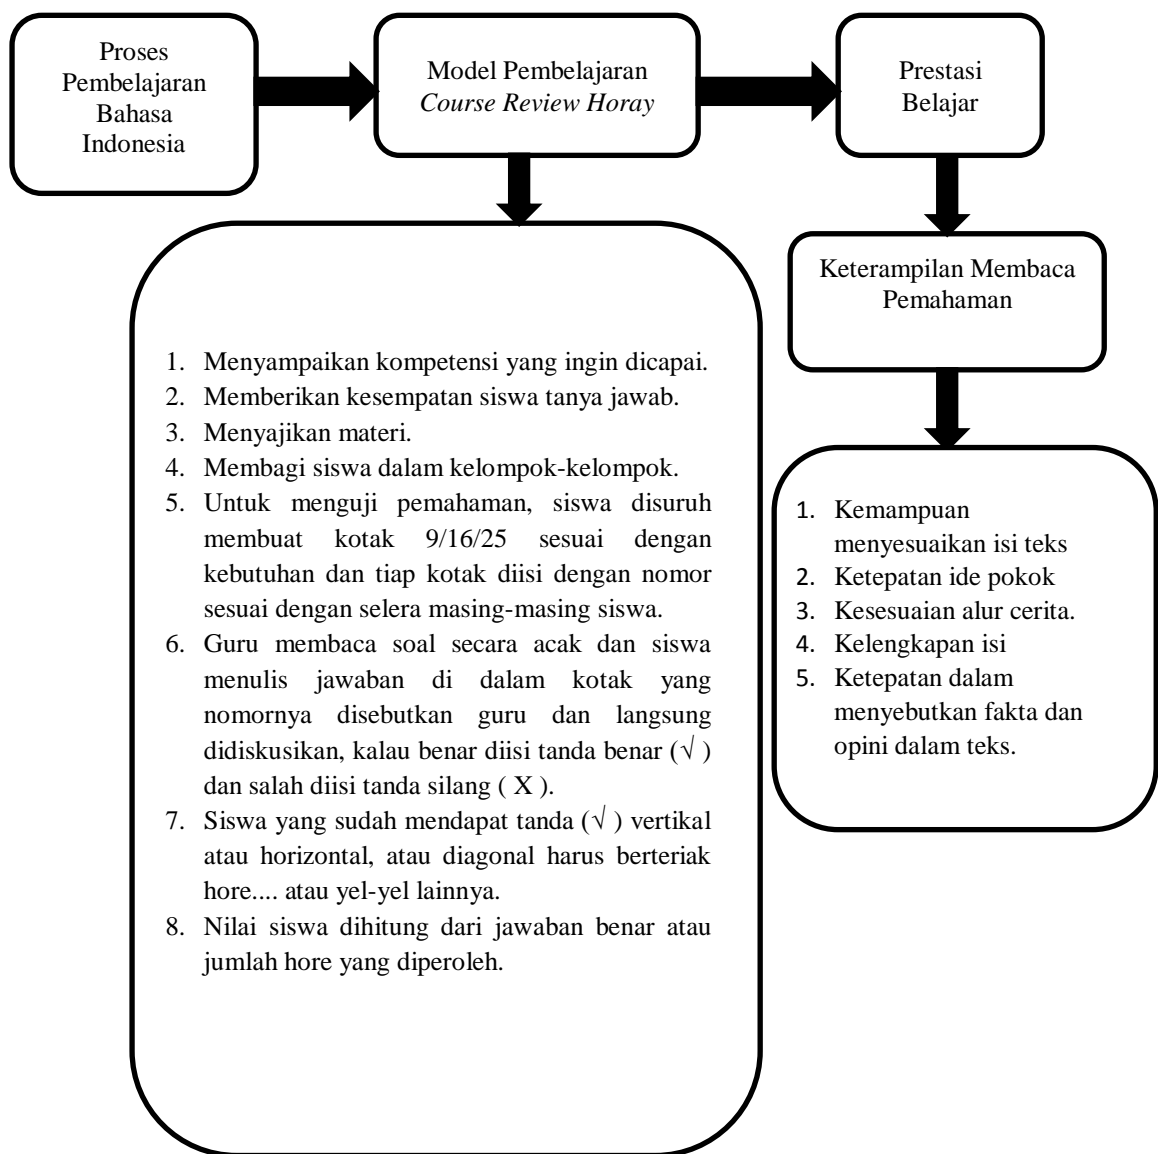 Proses
Pembelajaran
Bahasa
Indonesia
Model Pembelajaran
Course Review Horay
Prestasi
Belajar
Keterampilan Membaca
Pemahaman
1. Menyampaikan kompetensi yang ingin dicapai.
2. Memberikan kesempatan siswa tanya jawab.
3. Menyajikan materi.
4. Membagi siswa dalam kelompok-kelompok.
5. Untuk menguji pemahaman, siswa disuruh
membuat kotak 9/16/25 sesuai dengan
kebutuhan dan tiap kotak diisi dengan nomor
sesuai dengan selera masing-masing siswa.
6. Guru membaca soal secara acak dan siswa
menulis jawaban di dalam kotak yang
nomornya disebutkan guru dan langsung
didiskusikan, kalau benar diisi tanda benar (√ )
dan salah diisi tanda silang ( X ).
7. Siswa yang sudah mendapat tanda (√ ) vertikal
atau horizontal, atau diagonal harus berteriak
hore.... atau yel-yel lainnya.
8. Nilai siswa dihitung dari jawaban benar atau
jumlah hore yang diperoleh.
1. Kemampuan
menyesuaikan isi teks
2. Ketepatan ide pokok
3. Kesesuaian alur cerita.
4. Kelengkapan isi
5. Ketepatan dalam
menyebutkan fakta dan
opini dalam teks.